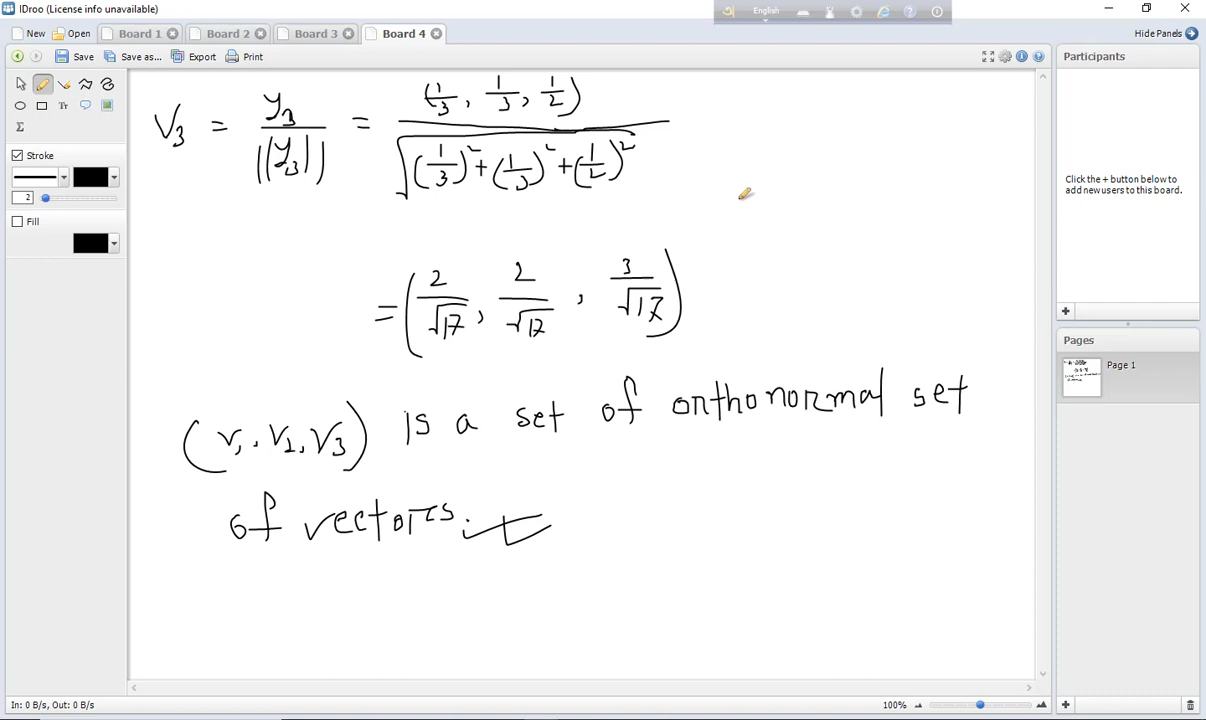 IDroo (License info unavailable)
English
New Open Board 1 Board 2 Board 3 Board 4 Hide Panels
Save Save as... Export Print
Participants
Click the + button below to
add new users to this board.
Pages
Page 1
Tr
Σ
Stroke
2
Fill
V₃ = y₃/||y₃|| = (1/3, 1/3, 1/2)/√((1/3)²+(1/3)²+(1/2)²)
= (2/√17, 2/√17, 3/√17)
(v₁, v₂, v₃) is a set of orthonormal set
of vectores.
In: 0 B/s, Out: 0 B/s 100%